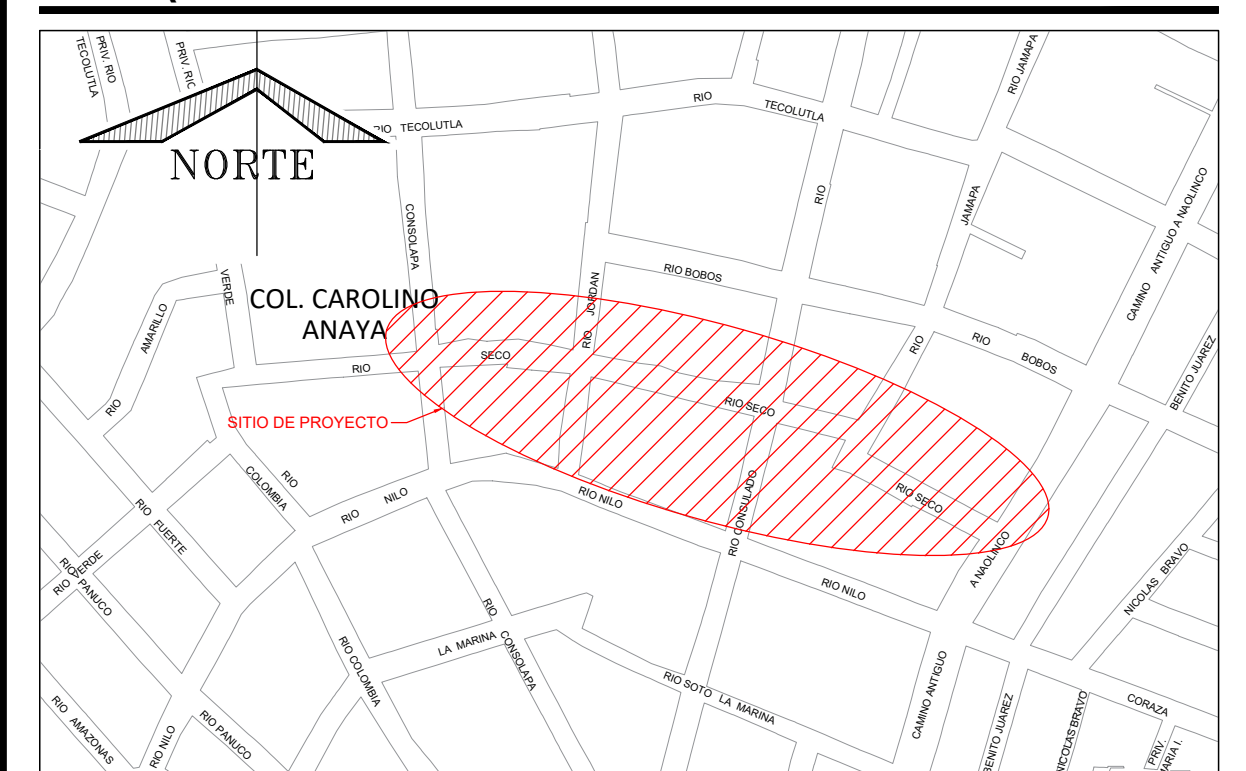 PRIV. RIO
TECOLUTLA
PRIV. RIO
RIO JAMAPA
RIO
TECOLUTLA
RIO TECOLUTLA
NORTE
CAMINO ANTIGUO A NAOLINCO
CONSOLAPA
RIO
JAMAPA
VERDE
COL. CAROLINO
ANAYA
RIO BOBOS
RIO JORDAN
RIO AMARILLO
RIO
SECO
RIO
RIO
BOBOS
BENITO JUAREZ
SITIO DE PROYECTO
RIO SECO
RIO
COLOMBIA
RIO
NILO
RIO NILO
RIO CONSULADO
RIO SECO
RIO
FUERTE
A NAOLINCO
NICOLAS BRAVO
RIO VERDE
RIO PANUCO
RIO NILO
RIO
CONSOLAPA
LA MARINA
RIO COLOMBIA
RIO SOTO LA MARINA
CAMINO ANTIGUO
BENITO JUAREZ
NICOLAS BRAVO
CORAZA
PRIV.
MARIA I.
RIO AMAZONAS
RIO NILO
RIO PANUCO